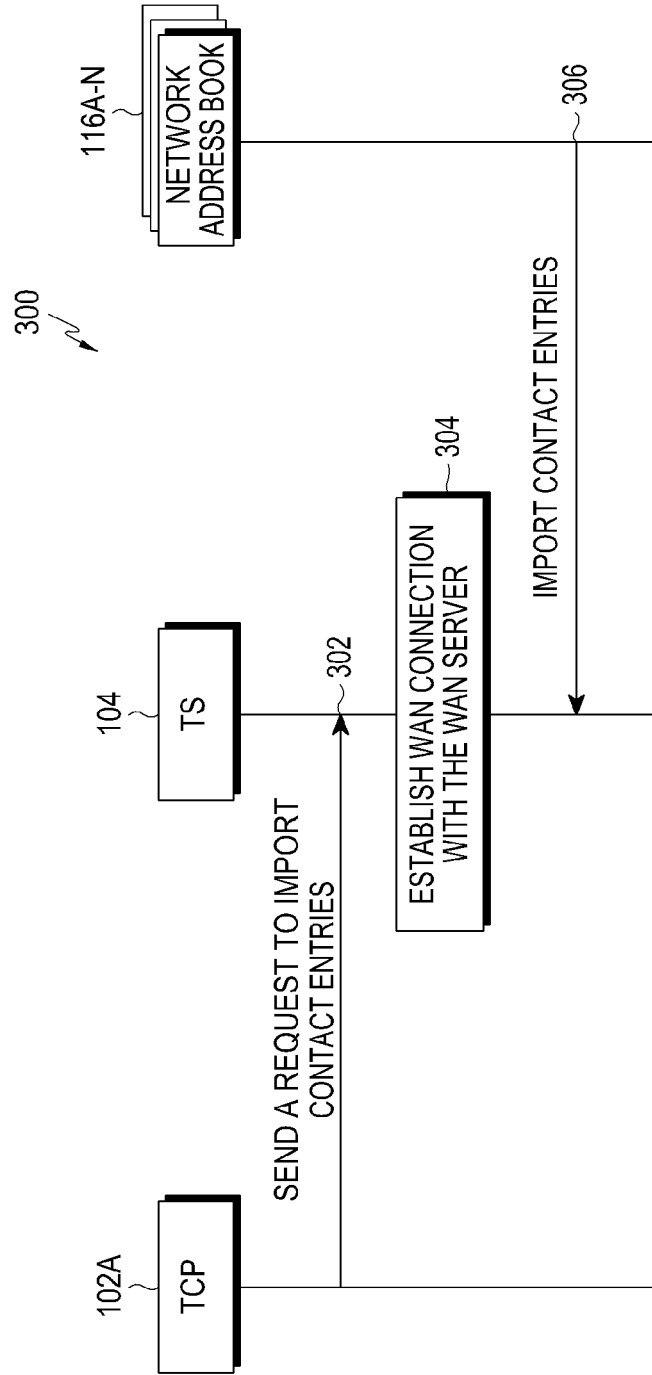 300
102A
TCP
104
TS
116A-N
NETWORK
ADDRESS BOOK
SEND A REQUEST TO IMPORT
CONTACT ENTRIES
302
ESTABLISH WAN CONNECTION
WITH THE WAN SERVER
304
IMPORT CONTACT ENTRIES
306